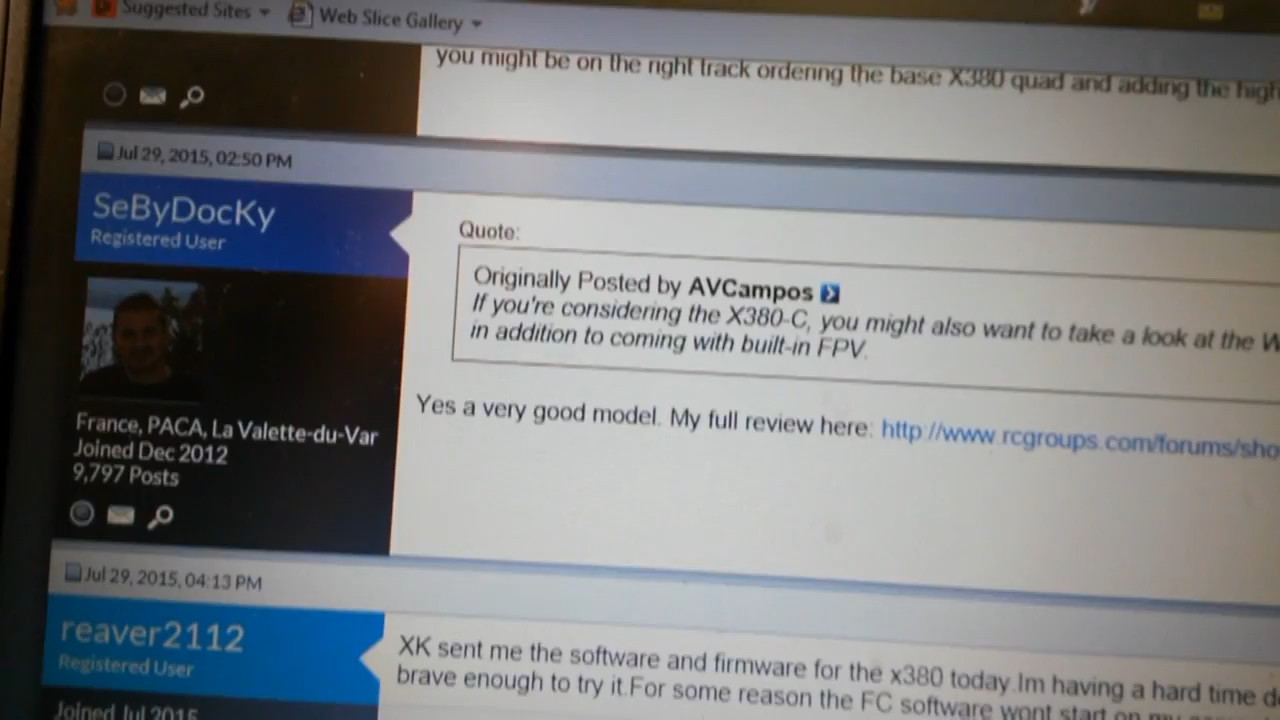 Suggested Sites
Web Slice Gallery
you might be on the right track ordering the base X380 quad and adding the high
Jul 29, 2015, 02:50 PM
SeByDocKy
Registered User
Quote:
Originally Posted by AVCampos
If you're considering the X380-C, you might also want to take a look at the W
in addition to coming with built-in FPV.
Yes a very good model. My full review here: http://www.rcgroups.com/forums/sho
France, PACA, La Valette-du-Var
Joined Dec 2012
9,797 Posts
Jul 29, 2015, 04:13 PM
reaver2112
Registered User
XK sent me the software and firmware for the x380 today.Im having a hard time d
brave enough to try it.For some reason the FC software wont start on my
Joined Jul 2015